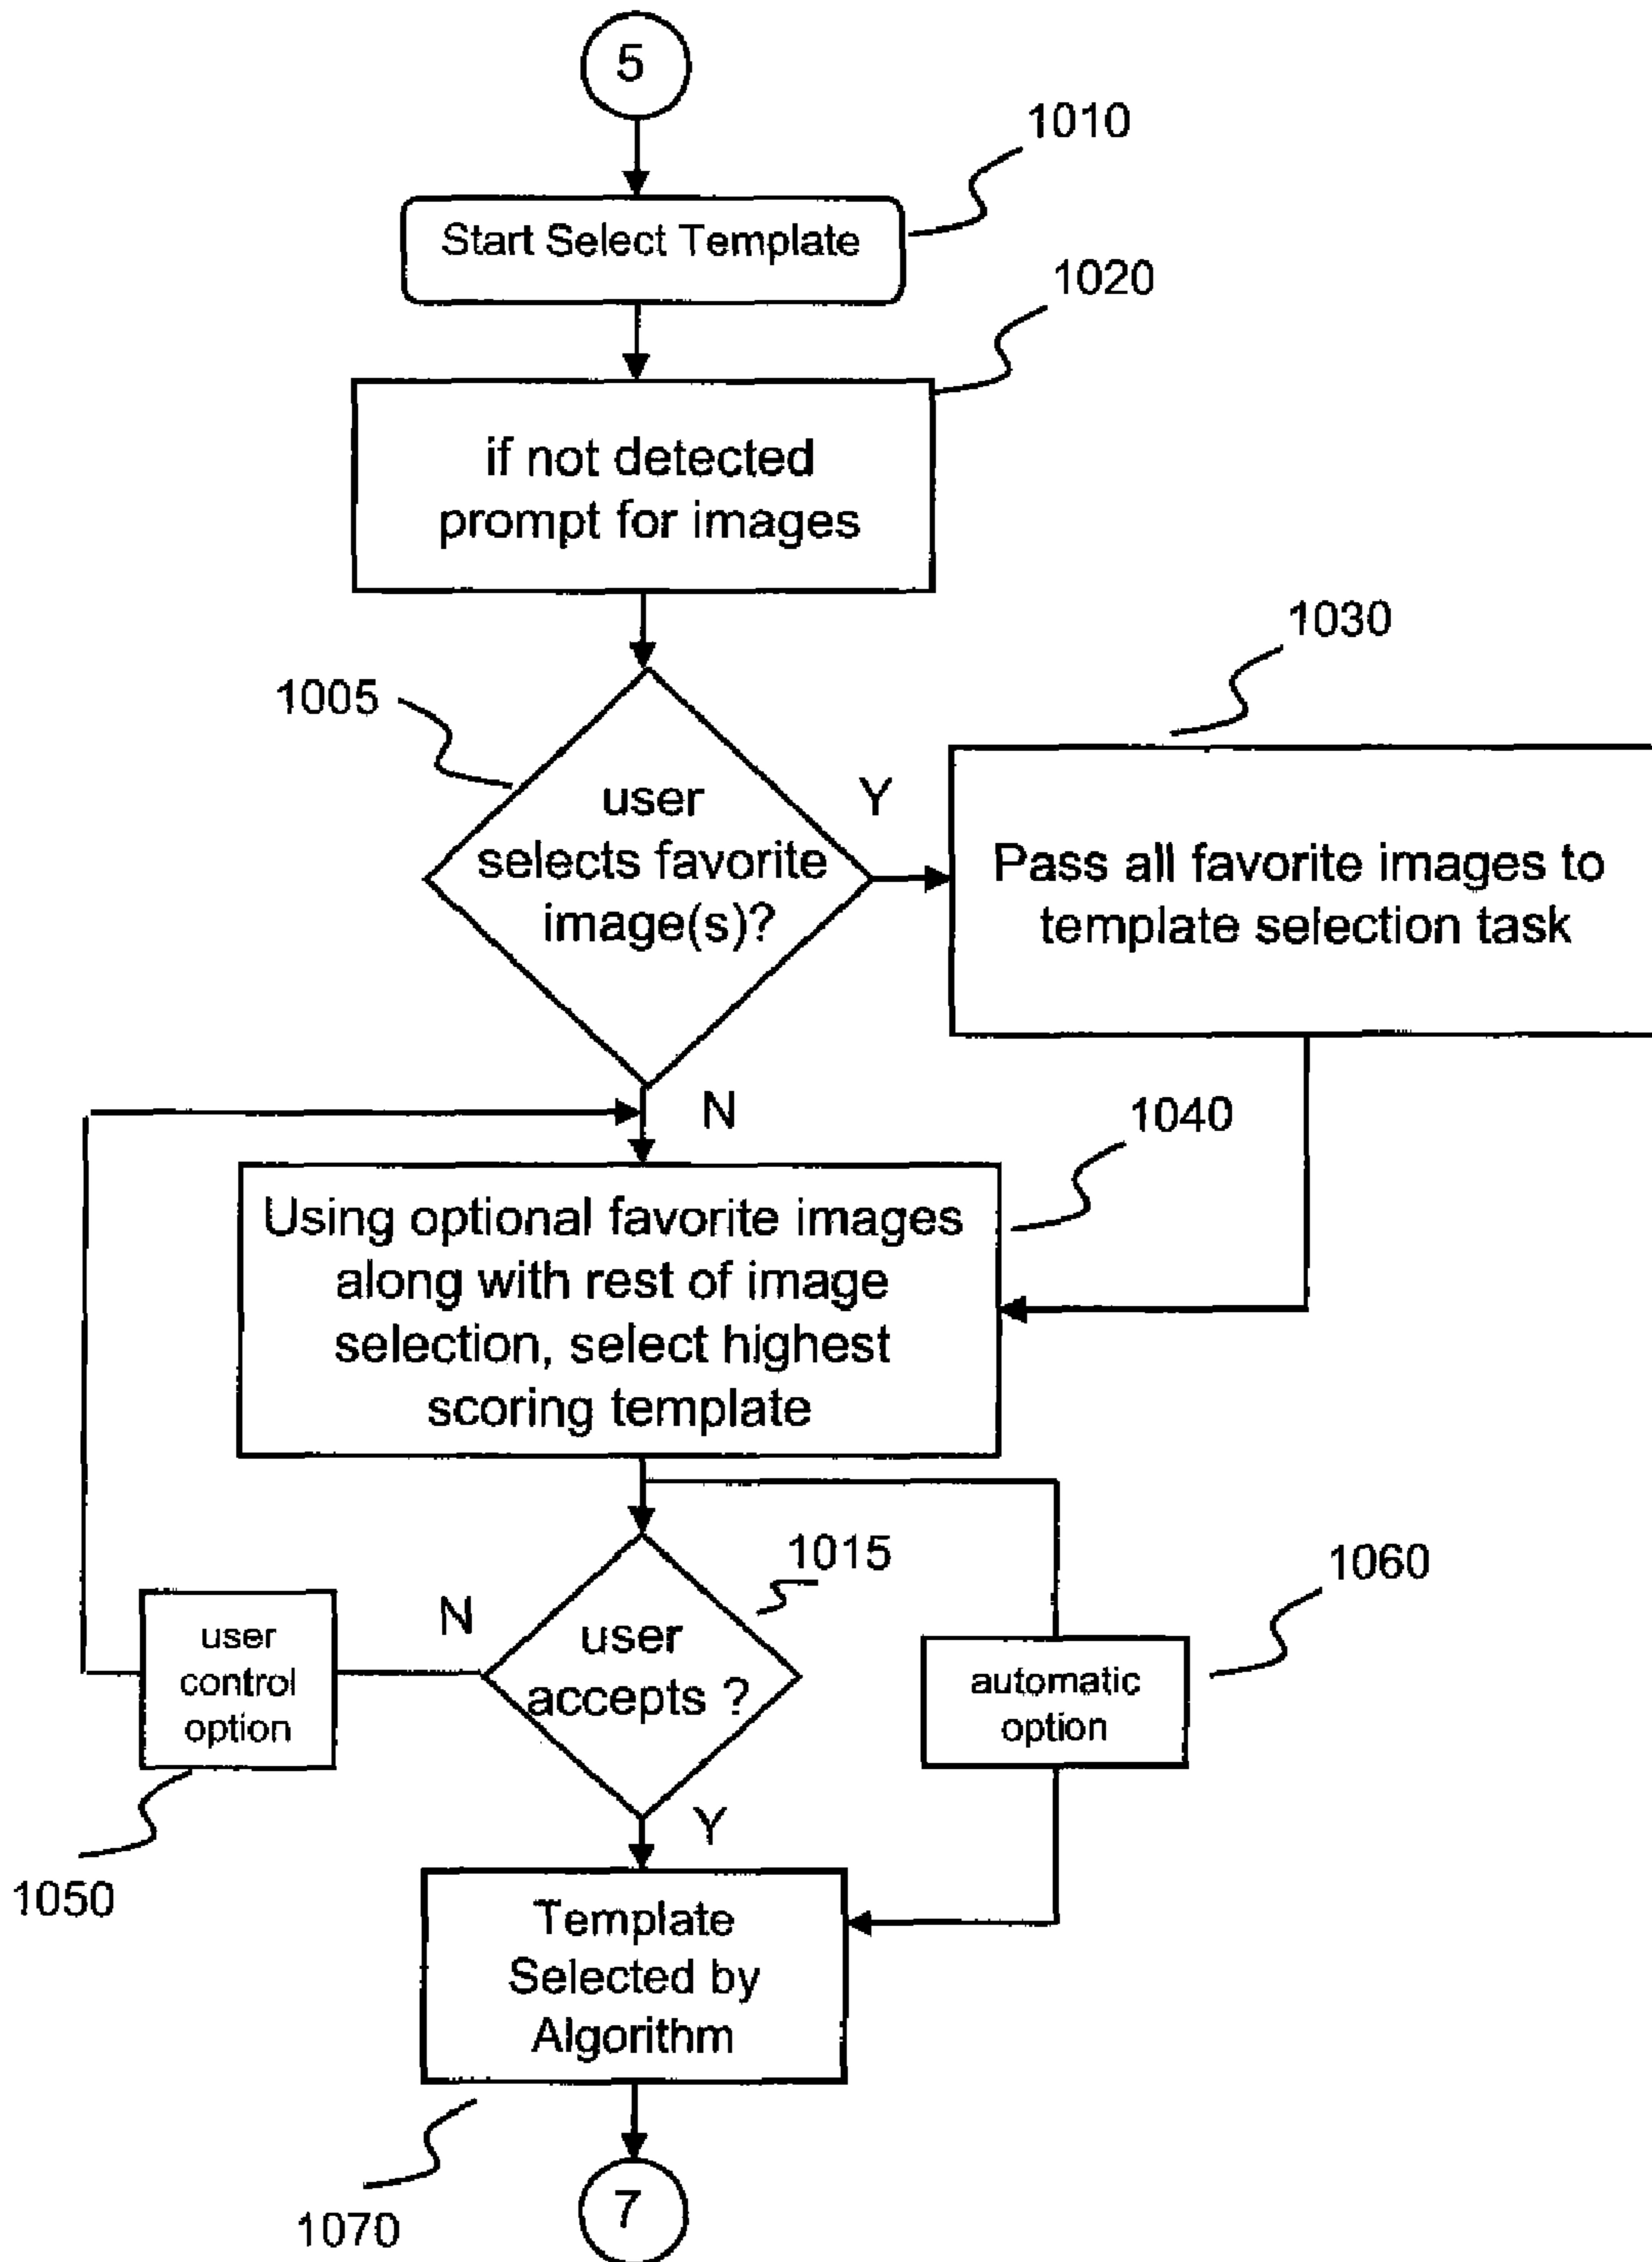 5
1010
Start Select Template
1020
if not detected
prompt for images
1030
1005
user
selects favorite
image(s)?
Y
Pass all favorite images to
template selection task
N
1040
Using optional favorite images
along with rest of image
selection, select highest
scoring template
1015
1060
N
user
control
option
user
accepts ?
automatic
option
Y
1050
Template
Selected by
Algorithm
1070
7